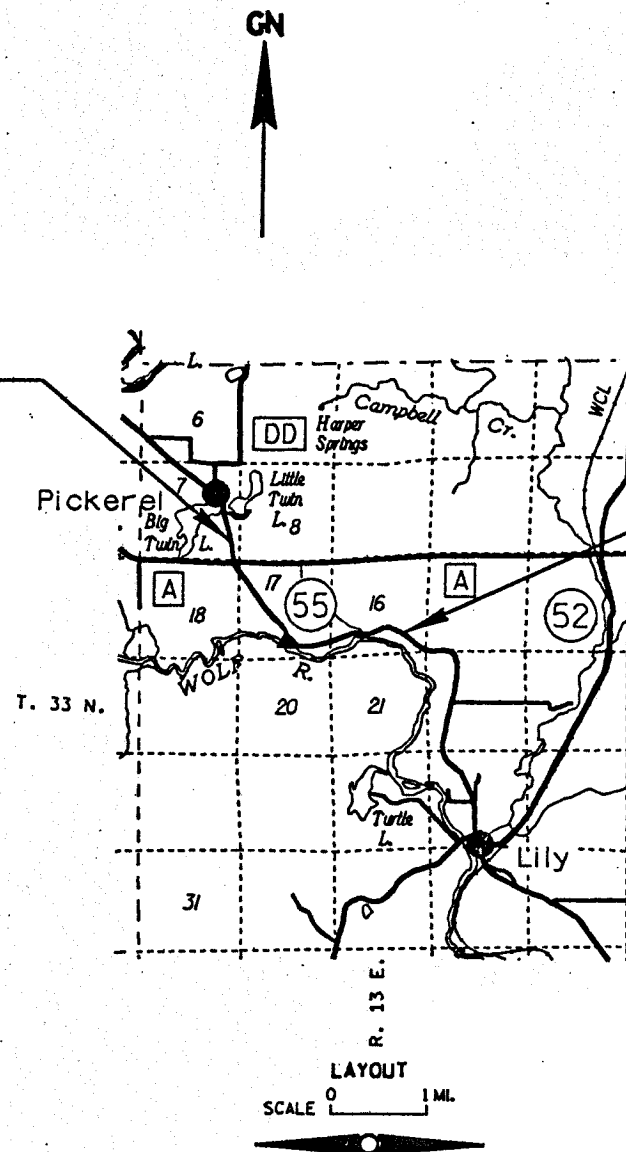 GN
L.
6
Campbell
Cr.
WCL
DD
Harper
Springs
Pickerel
7
Little
Twin
L.
8
Big
Twin
L.
A
18
17
55
16
A
52
WOLF
R.
T. 33 N.
20
21
Turtle
L.
Lily
31
R. 13 E.
LAYOUT
SCALE
0
1 MI.